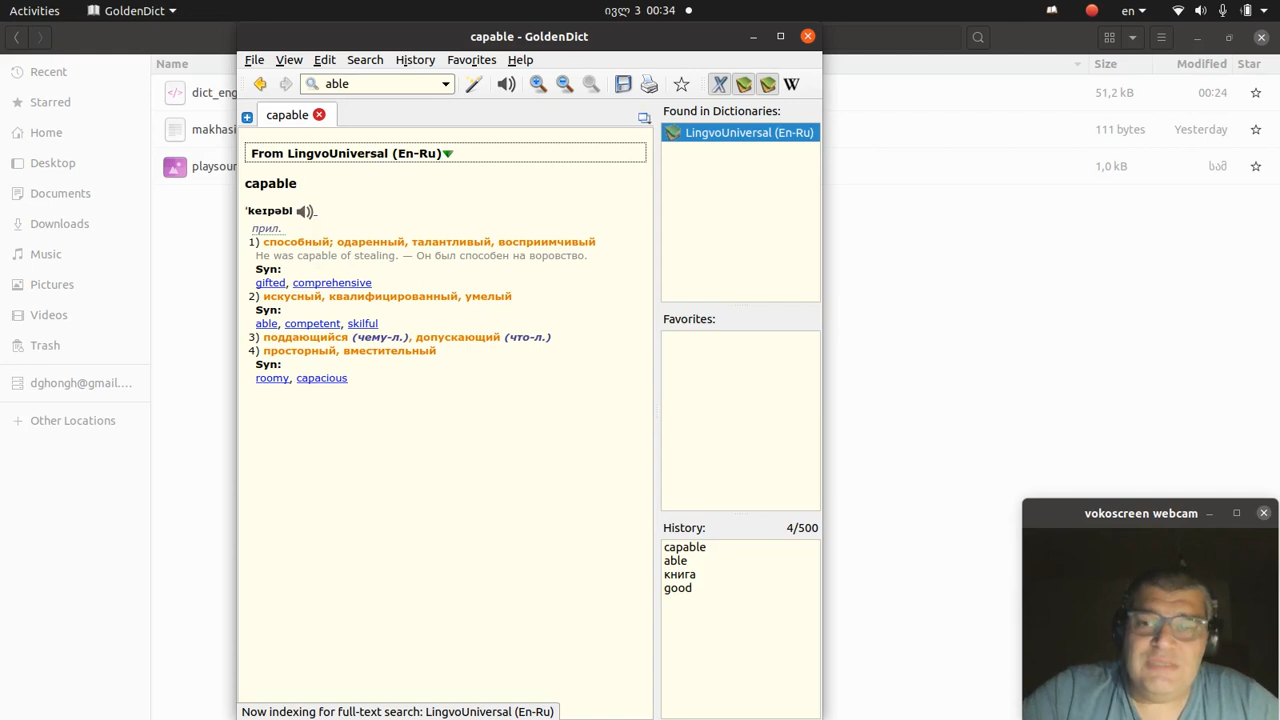 Activities GoldenDict ივლ 3 00:34 en
capable - GoldenDict
File View Edit Search History Favorites Help
able W
capable
Found in Dictionaries:
LingvoUniversal (En-Ru)
From LingvoUniversal (En-Ru)
capable
ˈkeɪpəbl
прил.
1) способный; одаренный, талантливый, восприимчивый
He was capable of stealing. — Он был способен на воровство.
Syn:
gifted, comprehensive
2) искусный, квалифицированный, умелый
Syn:
able, competent, skilful
3) поддающийся (чему-л.), допускающий (что-л.)
4) просторный, вместительный
Syn:
roomy, capacious
Favorites:
History: 4/500
capable
able
книга
good
Now indexing for full-text search: LingvoUniversal (En-Ru)
Recent
Starred
Home
Desktop
Documents
Downloads
Music
Pictures
Videos
Trash
dghongh@gmail....
Other Locations
Name Size Modified Star
dict_eng 51,2 kB 00:24
makhasi 111 bytes Yesterday
playsour 1,0 kB სამ
vokoscreen webcam